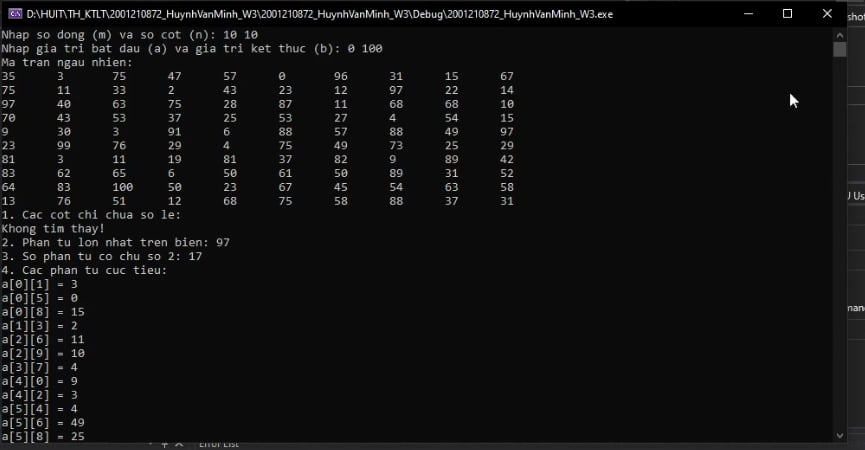 D:\HUIT\TH_KTLT\2001210872_HuynhVanMinh_W3\2001210872_HuynhVanMinh_W3\Debug\2001210872_HuynhVanMinh_W3.exe
Nhap so dong (m) va so cot (n): 10 10
Nhap gia tri bat dau (a) va gia tri ket thuc (b): 0 100
Ma tran ngau nhien:
35 3 75 47 57 0 96 31 15 67
75 11 33 2 43 23 12 97 22 14
97 40 63 75 28 87 11 68 68 10
70 43 53 37 25 53 27 4 54 15
9 30 3 91 6 88 57 88 49 97
23 99 76 29 4 75 49 73 25 29
81 3 11 19 81 37 82 9 89 42
83 62 65 6 50 61 50 89 31 52
64 83 100 50 23 67 45 54 63 58
13 76 51 12 68 75 58 88 37 31
1. Cac cot chi chua so le:
Khong tim thay!
2. Phan tu lon nhat tren bien: 97
3. So phan tu co chu so 2: 17
4. Cac phan tu cuc tieu:
a[0][1] = 3
a[0][5] = 0
a[0][8] = 15
a[1][3] = 2
a[2][6] = 11
a[2][9] = 10
a[3][7] = 4
a[4][0] = 9
a[4][2] = 3
a[5][4] = 4
a[5][6] = 49
a[5][8] = 25
Error List